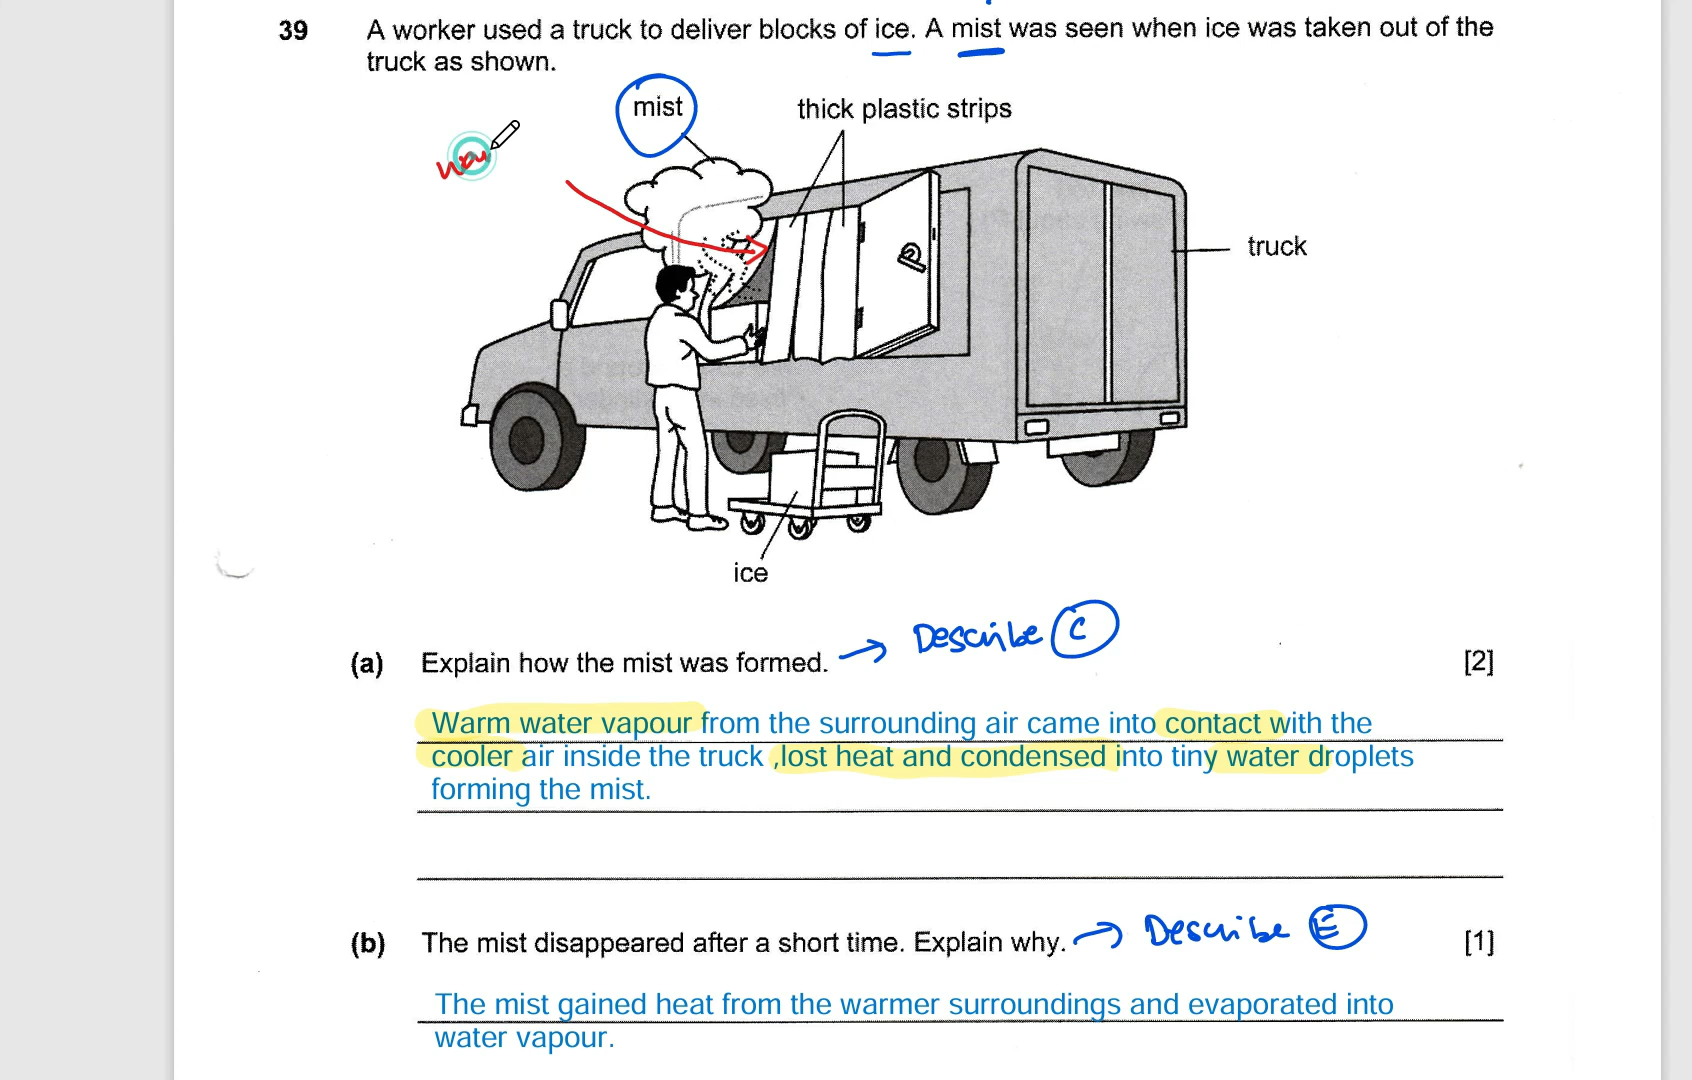 39 A worker used a truck to deliver blocks of ice. A mist was seen when ice was taken out of the
truck as shown.
mist
thick plastic strips
truck
ice
Describe C
(a) Explain how the mist was formed. [2]
Warm water vapour from the surrounding air came into contact with the
cooler air inside the truck ,lost heat and condensed into tiny water droplets
forming the mist.
(b) The mist disappeared after a short time. Explain why. → Describe E [1]
The mist gained heat from the warmer surroundings and evaporated into
water vapour.